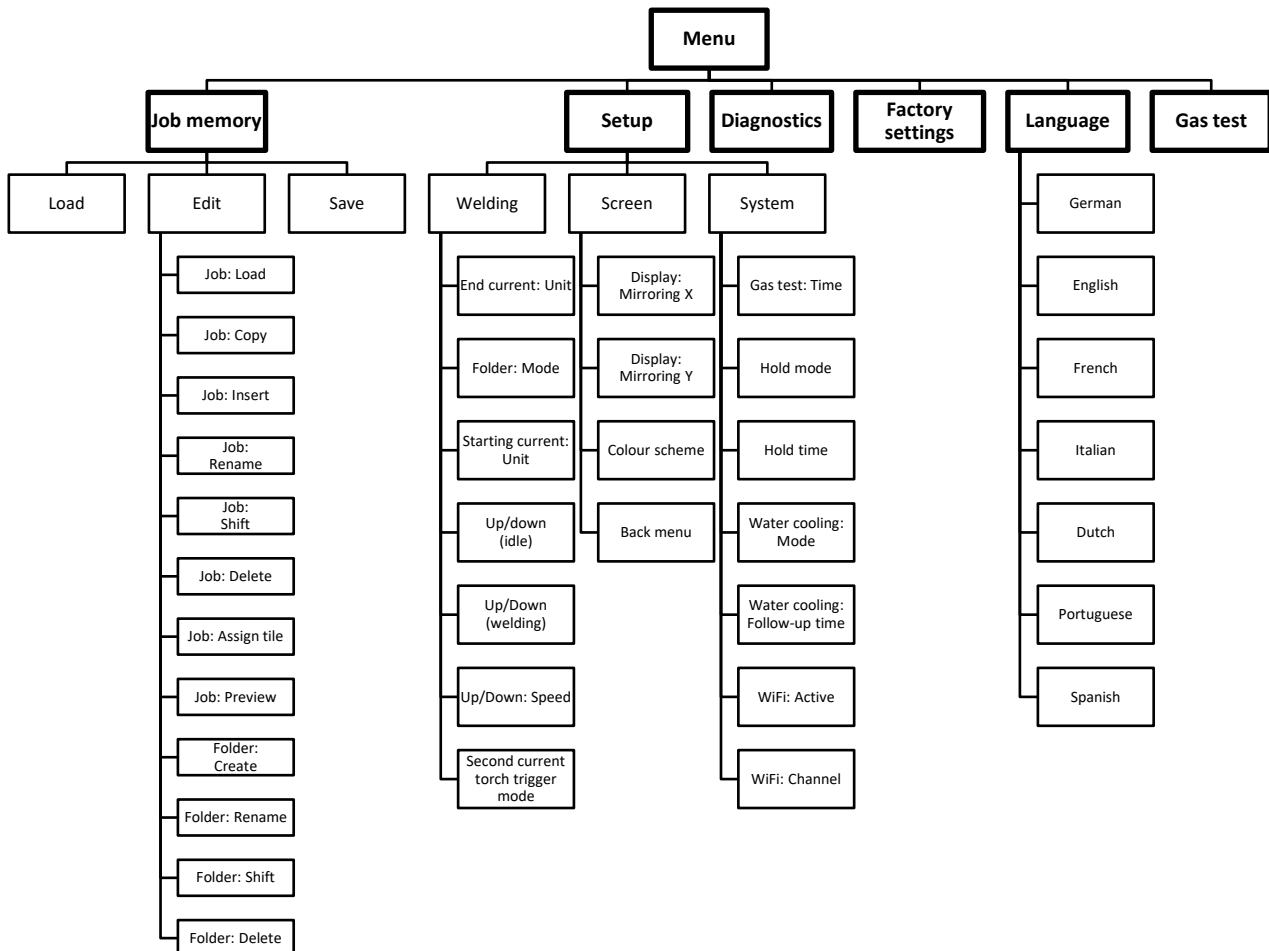 Menu
Job memory
Setup
Diagnostics
Factory
settings
Language
Gas test
Load
Edit
Save
Welding
Screen
System
Job: Load
Job: Copy
Job: Insert
Job:
Rename
Job:
Shift
Job: Delete
Job: Assign tile
Job: Preview
Folder:
Create
Folder: Rename
Folder: Shift
Folder: Delete
End current: Unit
Folder: Mode
Starting current:
Unit
Up/down
(idle)
Up/Down
(welding)
Up/Down: Speed
Second current
torch trigger
mode
Display:
Mirroring X
Display:
Mirroring Y
Colour scheme
Back menu
Gas test: Time
Hold mode
Hold time
Water cooling:
Mode
Water cooling:
Follow-up time
WiFi: Active
WiFi: Channel
German
English
French
Italian
Dutch
Portuguese
Spanish